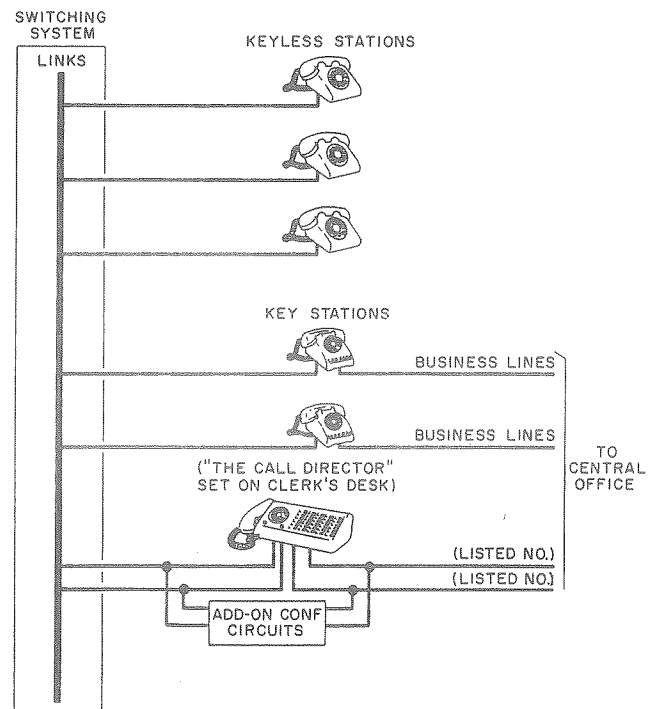 SWITCHING
SYSTEM
LINKS
KEYLESS STATIONS
KEY STATIONS
BUSINESS LINES
BUSINESS LINES
TO
CENTRAL
OFFICE
("THE CALL DIRECTOR"
SET ON CLERK'S DESK)
(LISTED NO.)
(LISTED NO.)
ADD-ON CONF
CIRCUITS